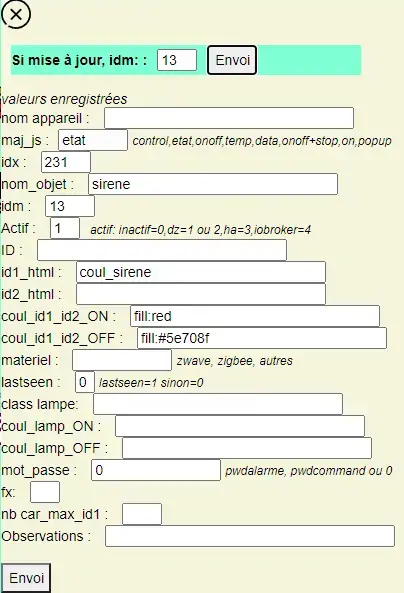 Si mise à jour, idm: : 13 Envoi
valeurs enregistrées
nom appareil :
maj_js : etat control,etat,onoff,temp,data,onoff+stop,on,popup
idx : 231
nom_objet : sirene
idm : 13
Actif : 1 actif: inactif=0,dz=1 ou 2,ha=3,iobroker=4
ID :
id1_html : coul_sirene
id2_html :
coul_id1_id2_ON : fill:red
coul_id1_id2_OFF : fill:#5e708f
materiel : zwave, zigbee, autres
lastseen : 0 lastseen=1 sinon=0
class lampe:
coul_lamp_ON :
coul_lamp_OFF :
mot_passe : 0 pwdalarme, pwdcommand ou 0
fx:
nb car_max_id1 :
Observations :
Envoi